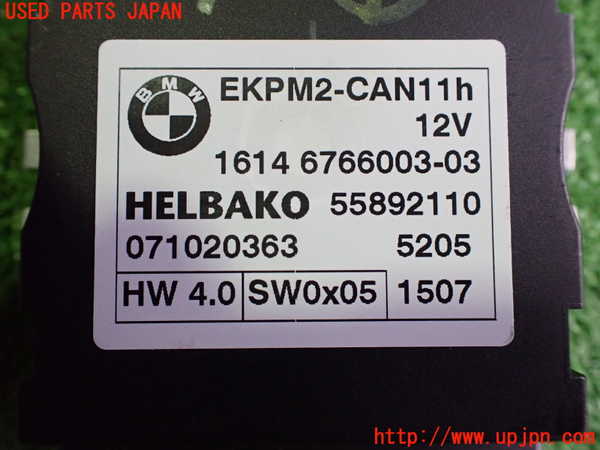 USED PARTS JAPAN
BMW
EKPM2-CAN11h
12V
1614 6766003-03
HELBAKO 55892110
071020363 5205
HW 4.0 SW0x05 1507
UPJ
http://www.upjpn.com/